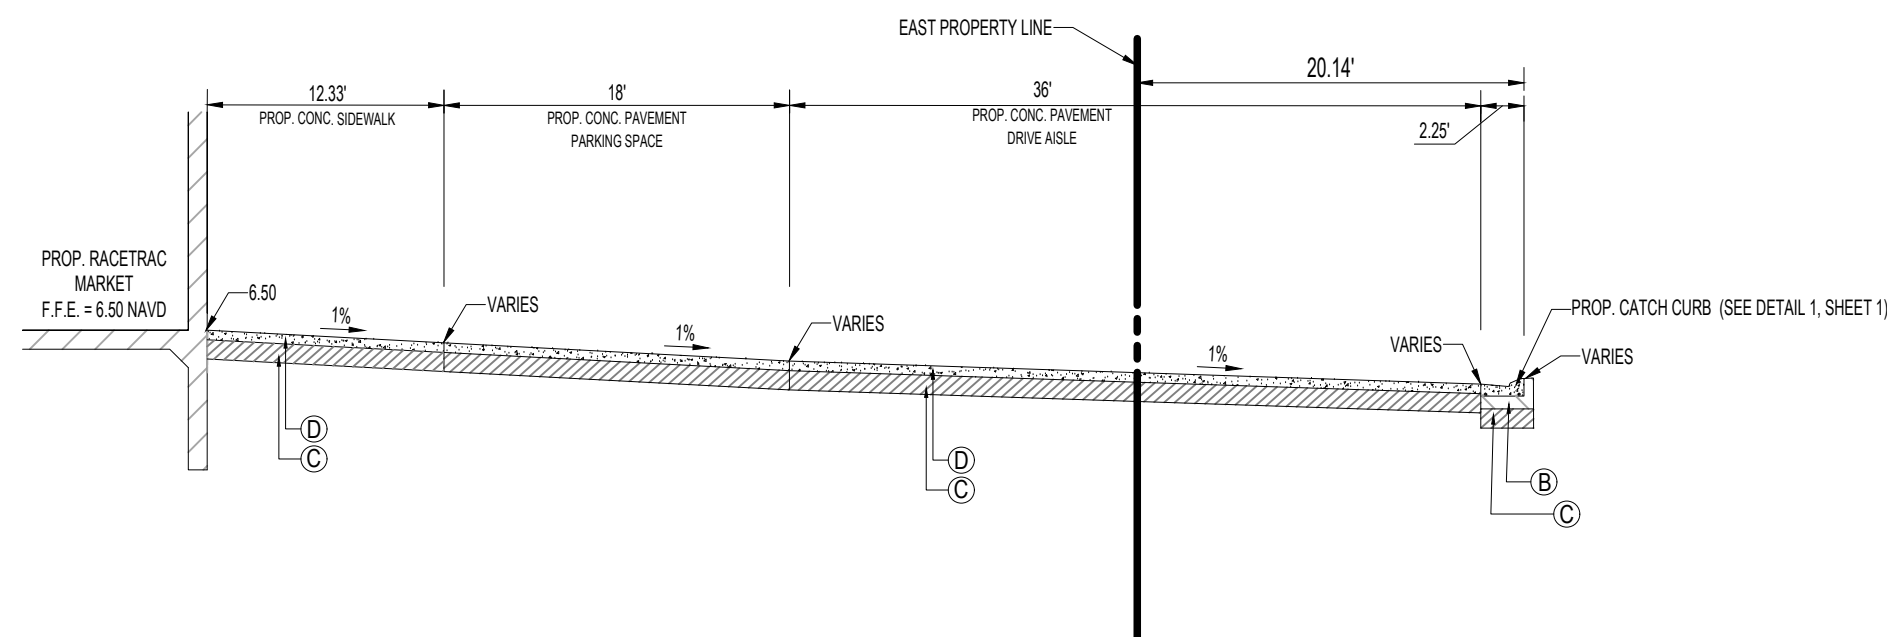 EAST PROPERTY LINE
20.14'
12.33'
PROP. CONC. SIDEWALK
18'
PROP. CONC. PAVEMENT
PARKING SPACE
36'
PROP. CONC. PAVEMENT
DRIVE AISLE
2.25'
PROP. RACETRAC
MARKET
F.F.E. = 6.50 NAVD
6.50
1%
VARIES
1%
VARIES
1%
VARIES
PROP. CATCH CURB (SEE DETAIL 1, SHEET 1)
VARIES
D
C
D
C
B
C